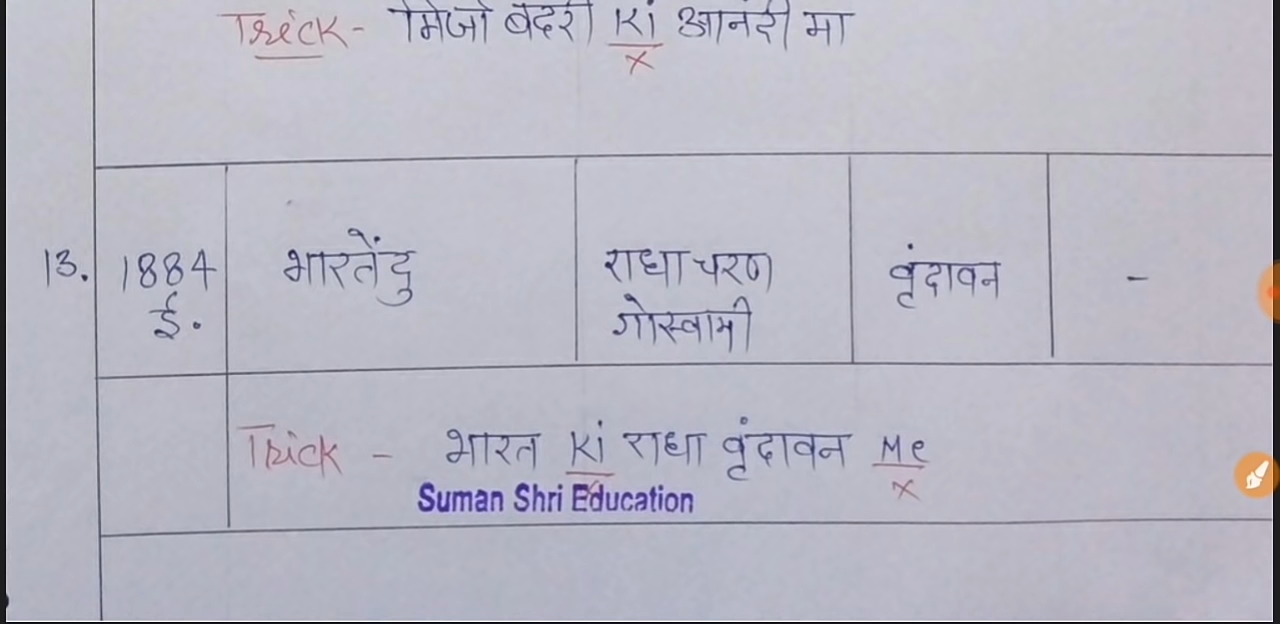 Trick- मिर्जा बदरी Ki आनंदी मा
x
13. 1884 ई. भारतेंदु राधाचरण गोस्वामी वृंदावन -
Trick - भारत Ki राधा वृंदावन Me
x
Suman Shri Education